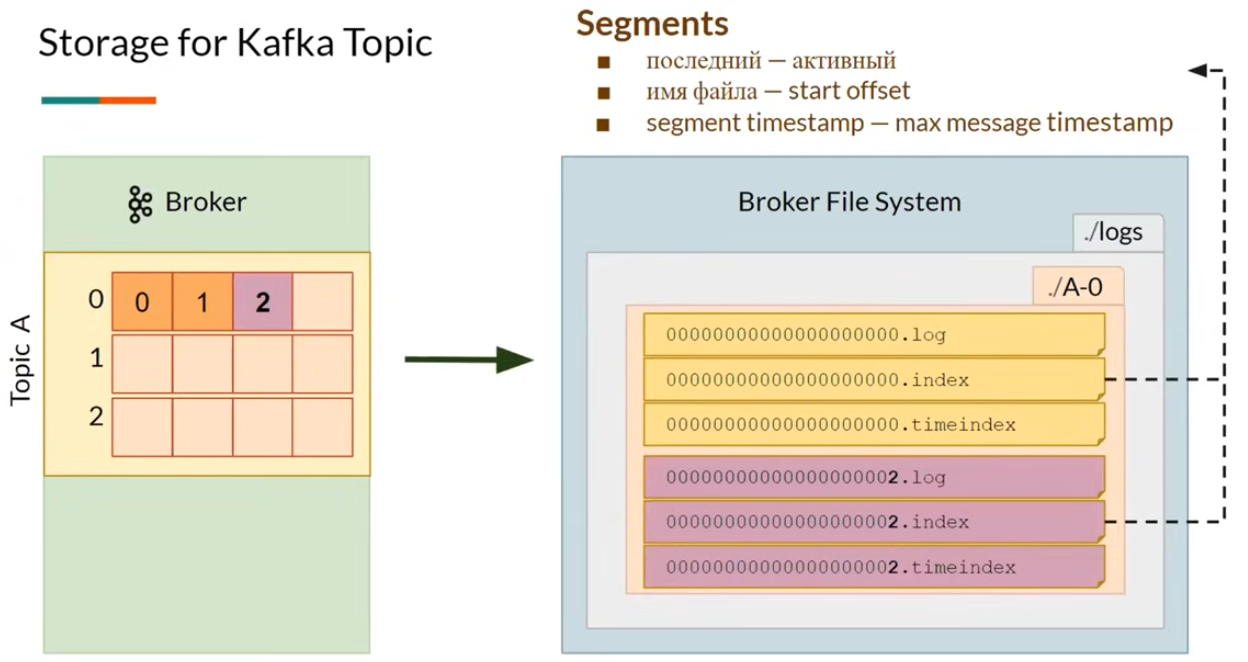 Storage for Kafka Topic
Segments
последний — активный
имя файла — start offset
segment timestamp — max message timestamp
Broker
Topic A
0
0 1 2
1
2
Broker File System
./logs
./A-0
00000000000000000000.log
00000000000000000000.index
00000000000000000000.timeindex
00000000000000000002.log
00000000000000000002.index
00000000000000000002.timeindex